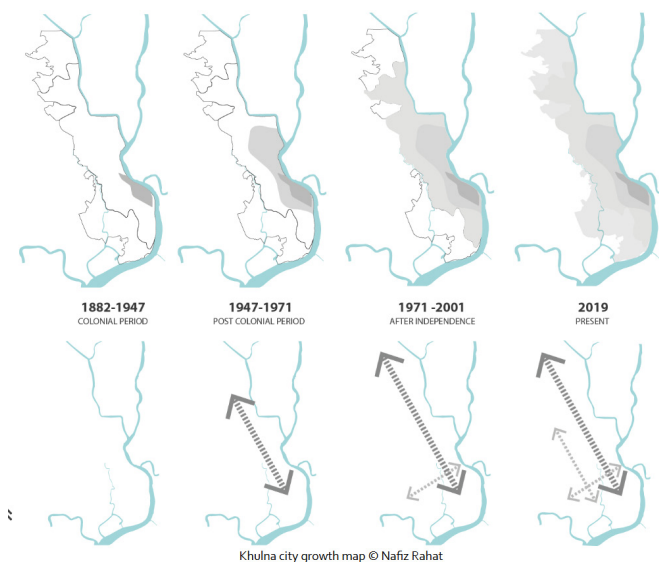 1882-1947
COLONIAL PERIOD
1947-1971
POST COLONIAL PERIOD
1971 -2001
AFTER INDEPENDENCE
2019
PRESENT
Khulna city growth map © Nafiz Rahat